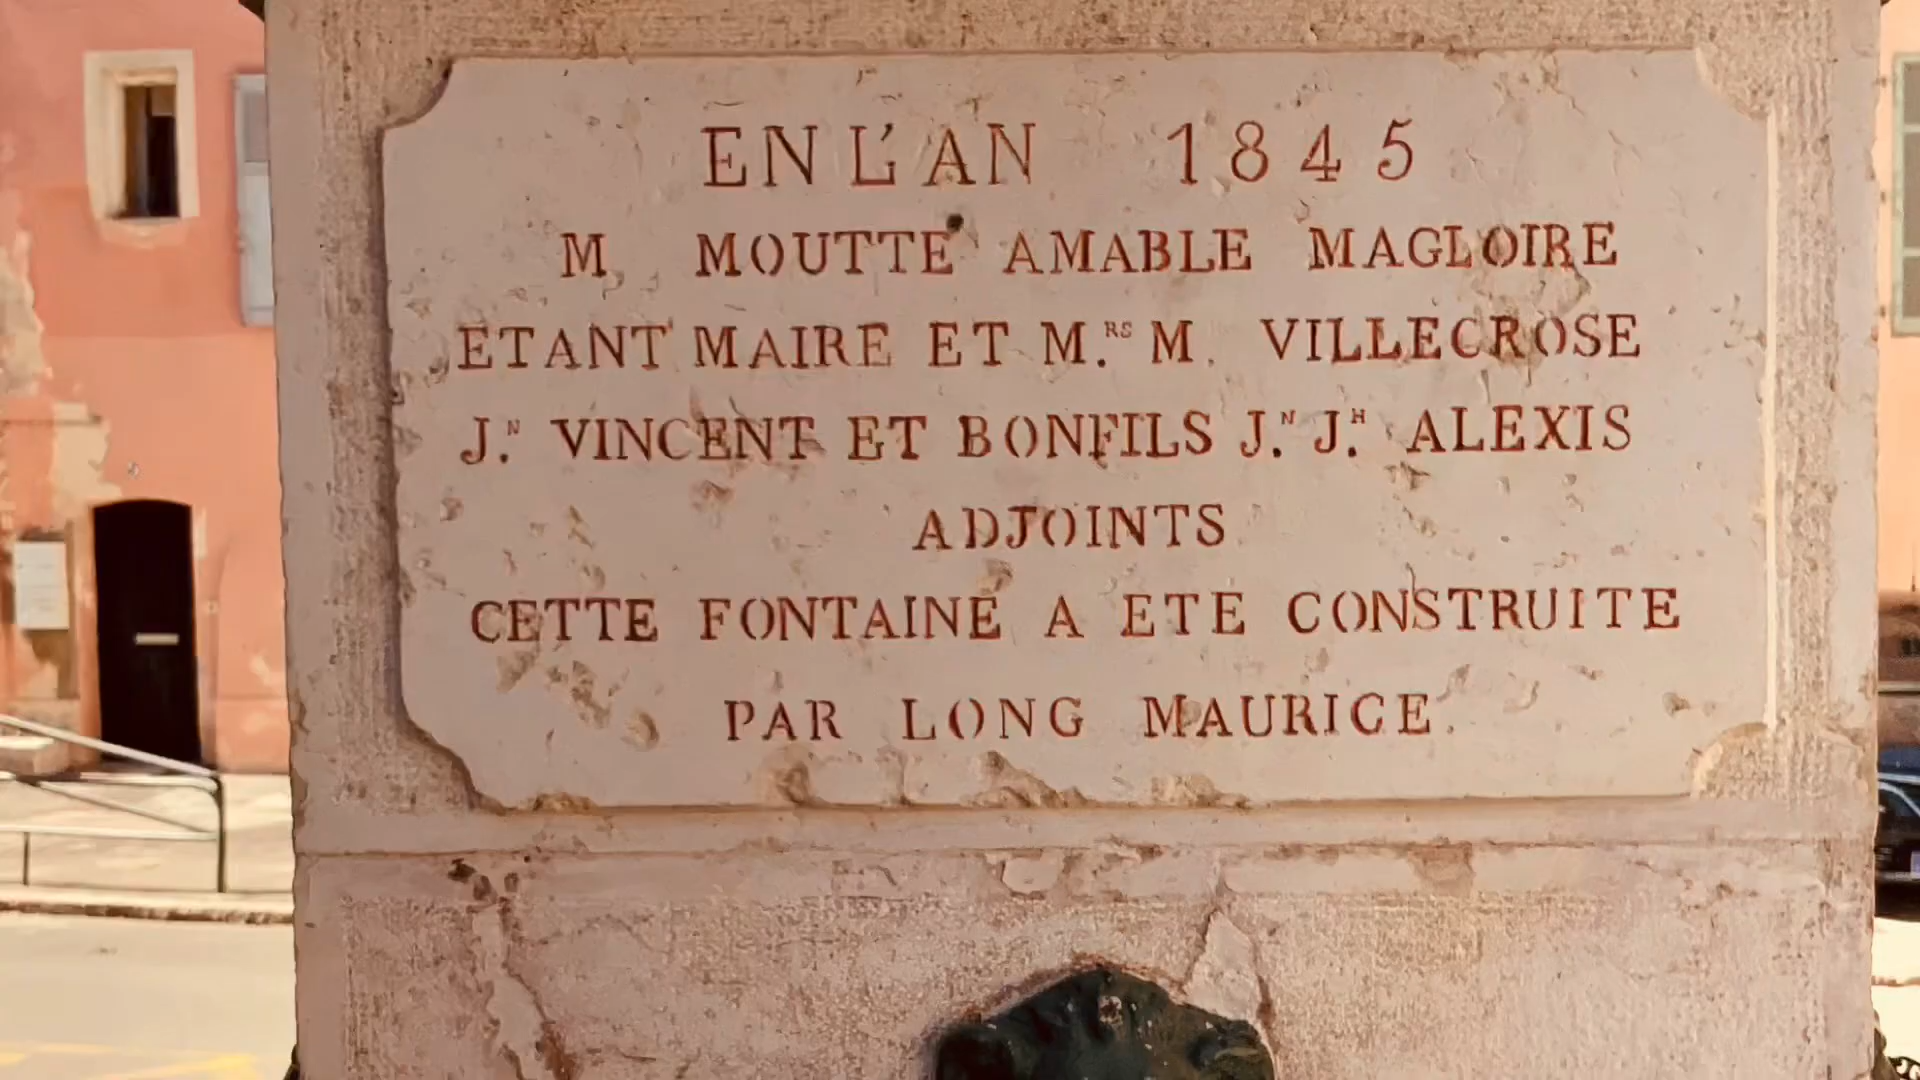 EN L'AN 1845
M. MOUTTE AMABLE MAGLOIRE
ETANT MAIRE ET M.RS M. VILLECROSE
J.N VINCENT ET BONFILS J.N J.H ALEXIS
ADJOINTS
CETTE FONTAINE A ETE CONSTRUITE
PAR LONG MAURICE.